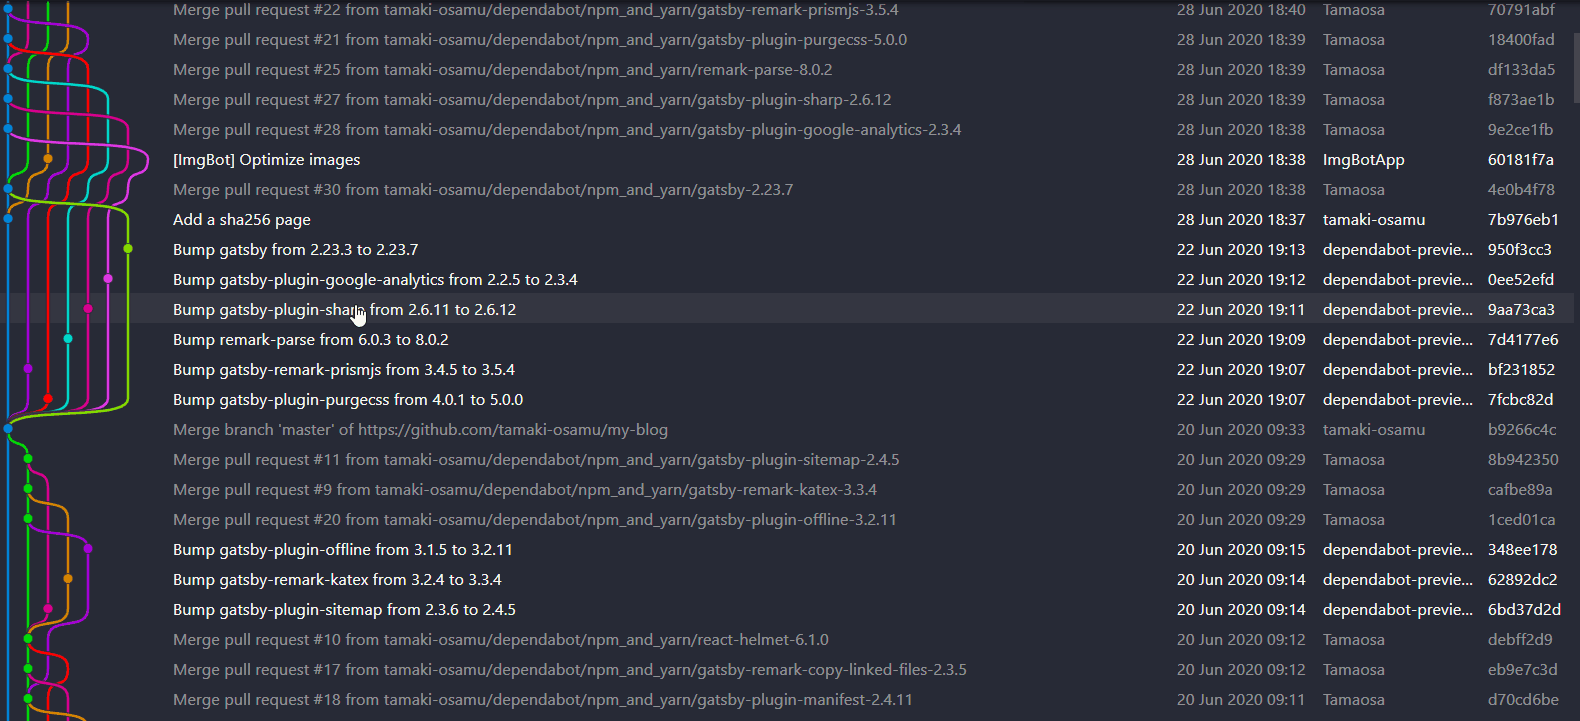 Merge pull request #22 from tamaki-osamu/dependabot/npm_and_yarn/gatsby-remark-prismjs-3.5.4 28 Jun 2020 18:40 Tamaosa 70791abf
Merge pull request #21 from tamaki-osamu/dependabot/npm_and_yarn/gatsby-plugin-purgecss-5.0.0 28 Jun 2020 18:39 Tamaosa 18400fad
Merge pull request #25 from tamaki-osamu/dependabot/npm_and_yarn/remark-parse-8.0.2 28 Jun 2020 18:39 Tamaosa df133da5
Merge pull request #27 from tamaki-osamu/dependabot/npm_and_yarn/gatsby-plugin-sharp-2.6.12 28 Jun 2020 18:39 Tamaosa f873ae1b
Merge pull request #28 from tamaki-osamu/dependabot/npm_and_yarn/gatsby-plugin-google-analytics-2.3.4 28 Jun 2020 18:38 Tamaosa 9e2ce1fb
[ImgBot] Optimize images 28 Jun 2020 18:38 ImgBotApp 60181f7a
Merge pull request #30 from tamaki-osamu/dependabot/npm_and_yarn/gatsby-2.23.7 28 Jun 2020 18:38 Tamaosa 4e0b4f78
Add a sha256 page 28 Jun 2020 18:37 tamaki-osamu 7b976eb1
Bump gatsby from 2.23.3 to 2.23.7 22 Jun 2020 19:13 dependabot-previe... 950f3cc3
Bump gatsby-plugin-google-analytics from 2.2.5 to 2.3.4 22 Jun 2020 19:12 dependabot-previe... 0ee52efd
Bump gatsby-plugin-sharp from 2.6.11 to 2.6.12 22 Jun 2020 19:11 dependabot-previe... 9aa73ca3
Bump remark-parse from 6.0.3 to 8.0.2 22 Jun 2020 19:09 dependabot-previe... 7d4177e6
Bump gatsby-remark-prismjs from 3.4.5 to 3.5.4 22 Jun 2020 19:07 dependabot-previe... bf231852
Bump gatsby-plugin-purgecss from 4.0.1 to 5.0.0 22 Jun 2020 19:07 dependabot-previe... 7fcbc82d
Merge branch 'master' of https://github.com/tamaki-osamu/my-blog 20 Jun 2020 09:33 tamaki-osamu b9266c4c
Merge pull request #11 from tamaki-osamu/dependabot/npm_and_yarn/gatsby-plugin-sitemap-2.4.5 20 Jun 2020 09:29 Tamaosa 8b942350
Merge pull request #9 from tamaki-osamu/dependabot/npm_and_yarn/gatsby-remark-katex-3.3.4 20 Jun 2020 09:29 Tamaosa cafbe89a
Merge pull request #20 from tamaki-osamu/dependabot/npm_and_yarn/gatsby-plugin-offline-3.2.11 20 Jun 2020 09:29 Tamaosa 1ced01ca
Bump gatsby-plugin-offline from 3.1.5 to 3.2.11 20 Jun 2020 09:15 dependabot-previe... 348ee178
Bump gatsby-remark-katex from 3.2.4 to 3.3.4 20 Jun 2020 09:14 dependabot-previe... 62892dc2
Bump gatsby-plugin-sitemap from 2.3.6 to 2.4.5 20 Jun 2020 09:14 dependabot-previe... 6bd37d2d
Merge pull request #10 from tamaki-osamu/dependabot/npm_and_yarn/react-helmet-6.1.0 20 Jun 2020 09:12 Tamaosa debff2d9
Merge pull request #17 from tamaki-osamu/dependabot/npm_and_yarn/gatsby-remark-copy-linked-files-2.3.5 20 Jun 2020 09:12 Tamaosa eb9e7c3d
Merge pull request #18 from tamaki-osamu/dependabot/npm_and_yarn/gatsby-plugin-manifest-2.4.11 20 Jun 2020 09:11 Tamaosa d70cd6be